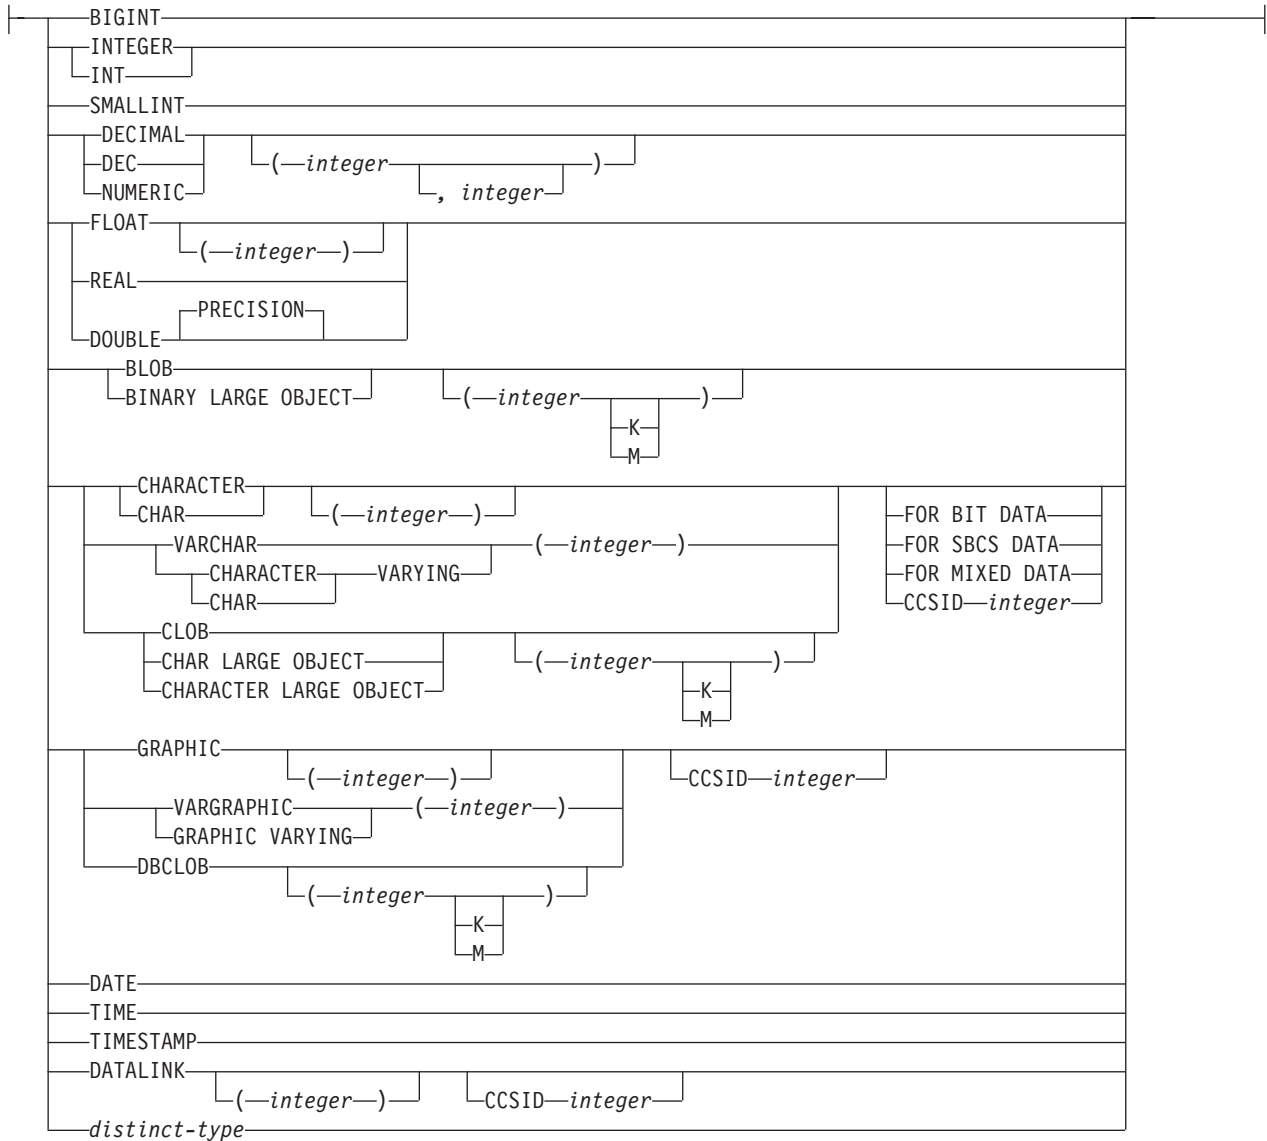 BIGINT
INTEGER
INT
SMALLINT
DECIMAL
DEC ( integer )
NUMERIC , integer
FLOAT
( integer )
REAL
PRECISION
DOUBLE
BLOB
BINARY LARGE OBJECT ( integer )
K
M
CHARACTER
CHAR ( integer ) FOR BIT DATA
VARCHAR ( integer ) FOR SBCS DATA
CHARACTER VARYING FOR MIXED DATA
CHAR CCSID integer
CLOB
CHAR LARGE OBJECT ( integer )
CHARACTER LARGE OBJECT K
M
GRAPHIC
( integer ) CCSID integer
VARGRAPHIC ( integer )
GRAPHIC VARYING
DBCLOB
( integer )
K
M
DATE
TIME
TIMESTAMP
DATALINK
( integer ) CCSID integer
distinct-type